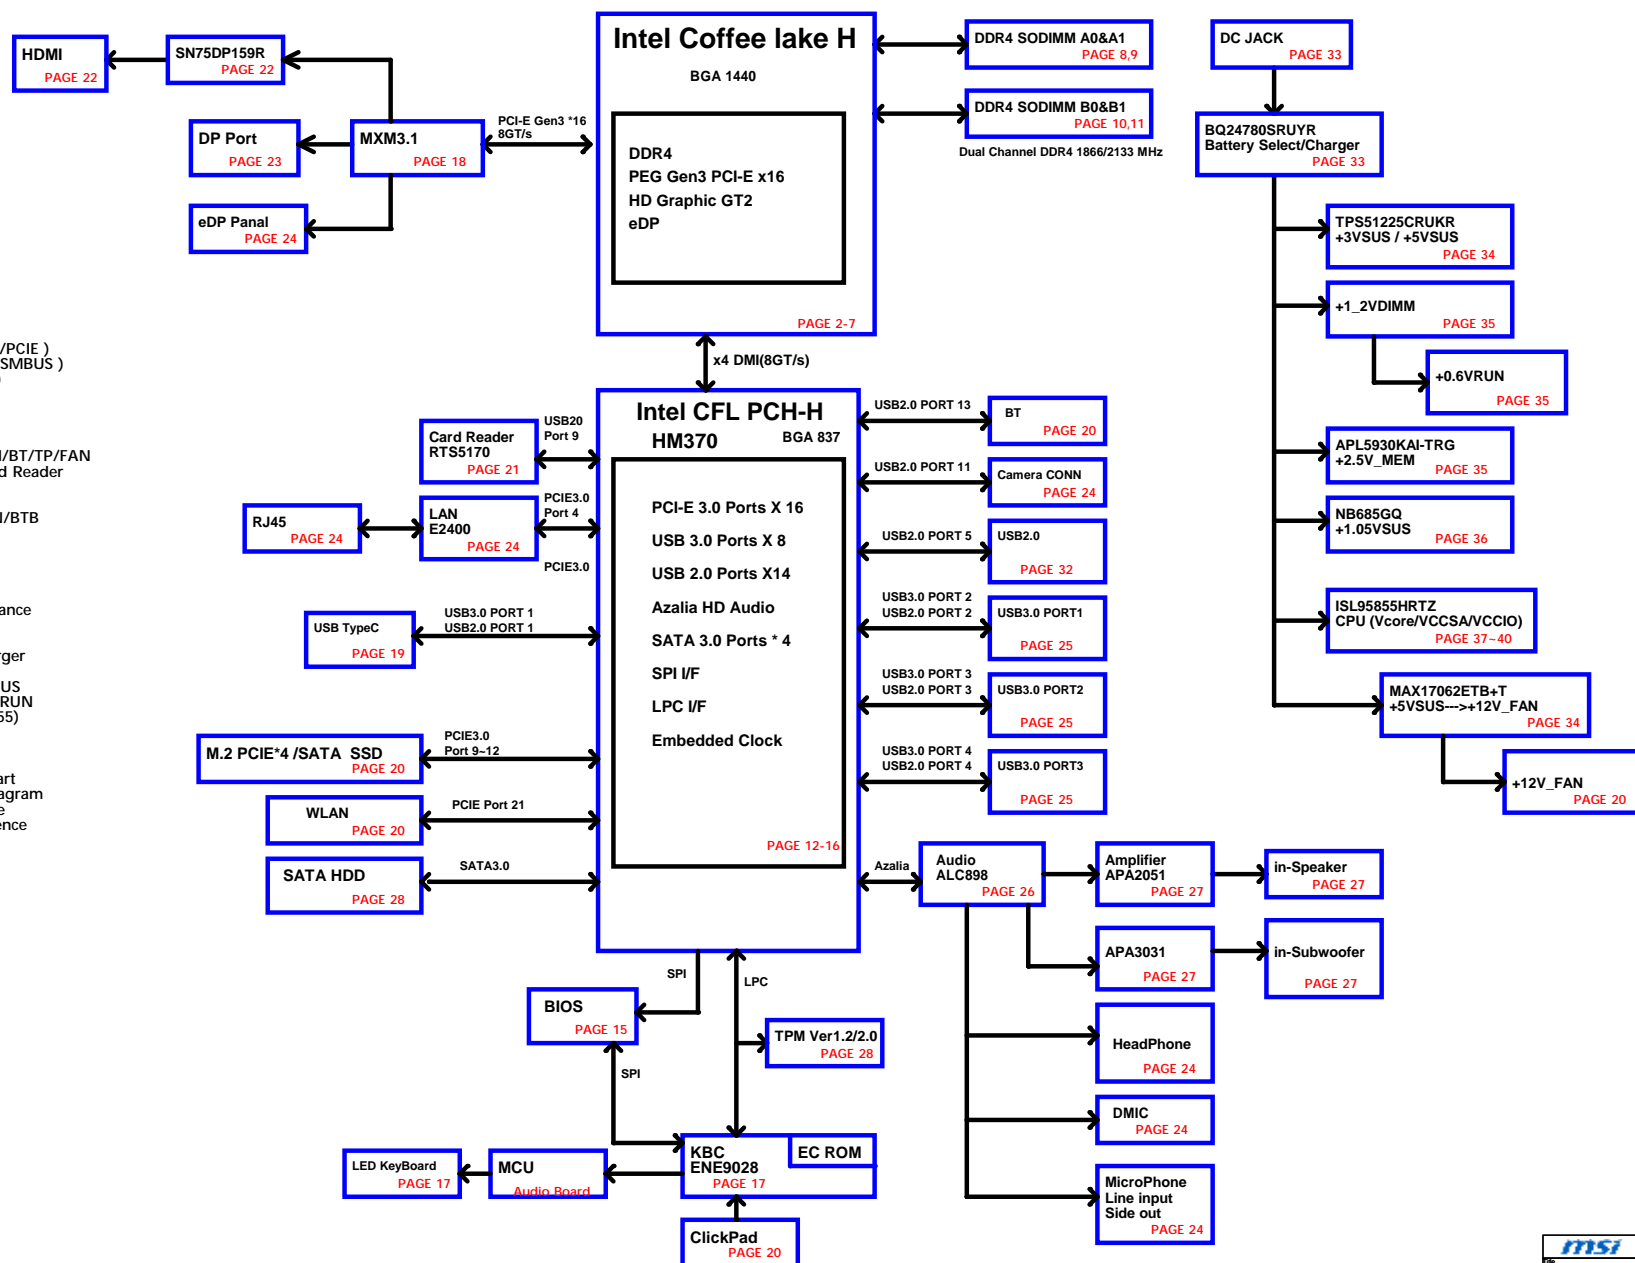 HDMI
PAGE 22
SN75DP159R
PAGE 22
DP Port
PAGE 23
MXM3.1
PAGE 18
eDP Panal
PAGE 24
PCI-E Gen3 *16
8GT/s
Intel Coffee lake H
BGA 1440
DDR4
PEG Gen3 PCI-E x16
HD Graphic GT2
eDP
PAGE 2-7
DDR4 SODIMM A0&A1
PAGE 8,9
DDR4 SODIMM B0&B1
PAGE 10,11
Dual Channel DDR4 1866/2133 MHz
DC JACK
PAGE 33
BQ24780SRUYR
Battery Select/Charger
PAGE 33
TPS51225CRUKR
+3VSUS / +5VSUS
PAGE 34
+1_2VDIMM
PAGE 35
+0.6VRUN
PAGE 35
APL5930KAI-TRG
+2.5V_MEM
PAGE 35
NB685GQ
+1.05VSUS
PAGE 36
ISL95855HRTZ
CPU (Vcore/VCCSA/VCCIO)
PAGE 37~40
MAX17062ETB+T
+5VSUS--->+12V_FAN
PAGE 34
+12V_FAN
PAGE 20
/PCIE )
SMBUS )
)
I/BT/TP/FAN
d Reader
I/BTB
ance
rger
US
RUN
55)
art
agram
e
ence
x4 DMI(8GT/s)
Intel CFL PCH-H
HM370
BGA 837
PCI-E 3.0 Ports X 16
USB 3.0 Ports X 8
USB 2.0 Ports X14
Azalia HD Audio
SATA 3.0 Ports * 4
SPI I/F
LPC I/F
Embedded Clock
PAGE 12-16
Card Reader
RTS5170
PAGE 21
USB20
Port 9
RJ45
PAGE 24
LAN
E2400
PAGE 24
PCIE3.0
Port 4
PCIE3.0
USB TypeC
PAGE 19
USB3.0 PORT 1
USB2.0 PORT 1
M.2 PCIE*4 /SATA  SSD
PAGE 20
PCIE3.0
Port 9~12
WLAN
PAGE 20
PCIE Port 21
SATA HDD
PAGE 28
SATA3.0
USB2.0 PORT 13
BT
PAGE 20
USB2.0 PORT 11
Camera CONN
PAGE 24
USB2.0 PORT 5
USB2.0
PAGE 32
USB3.0 PORT 2
USB2.0 PORT 2
USB3.0 PORT1
PAGE 25
USB3.0 PORT 3
USB2.0 PORT 3
USB3.0 PORT2
PAGE 25
USB3.0 PORT 4
USB2.0 PORT 4
USB3.0 PORT3
PAGE 25
Azalia
Audio
ALC898
PAGE 26
Amplifier
APA2051
PAGE 27
in-Speaker
PAGE 27
APA3031
PAGE 27
in-Subwoofer
PAGE 27
HeadPhone
PAGE 24
DMIC
PAGE 24
MicroPhone
Line input
Side out
PAGE 24
SPI
LPC
BIOS
PAGE 15
SPI
TPM Ver1.2/2.0
PAGE 28
KBC
ENE9028
PAGE 17
EC ROM
MCU
Audio Board
LED KeyBoard
PAGE 17
ClickPad
PAGE 20
msi